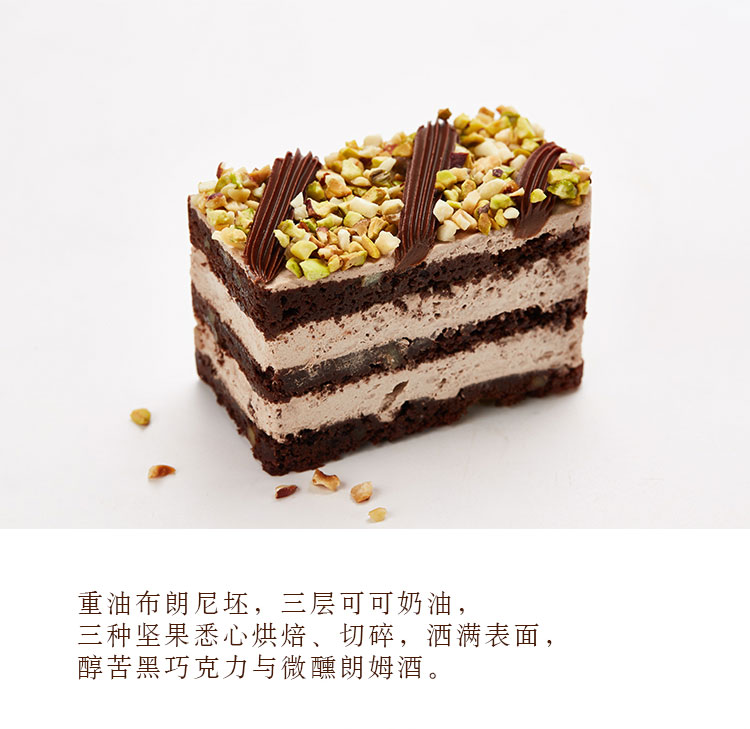 重油布朗尼坯，三层可可奶油，
三种坚果悉心烘焙、切碎，洒满表面，
醇苦黑巧克力与微醺朗姆酒。